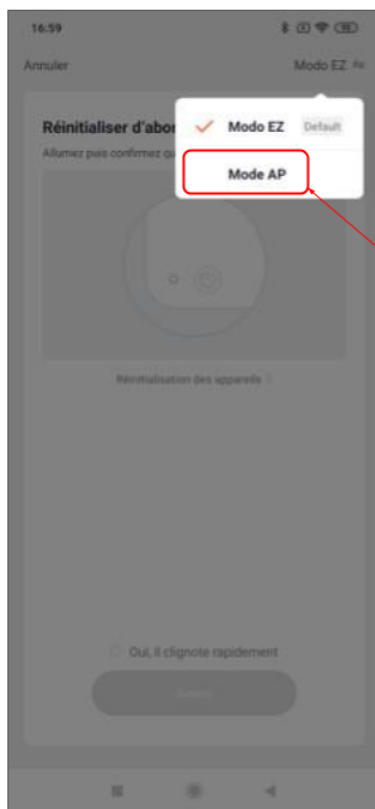 16:59
Annuler
Modo EZ
Réinitialiser d'abor
Modo EZ Default
Allumez puis confirmez qu
Mode AP
Réinitialisation des appareils
Oui, il clignote rapidement